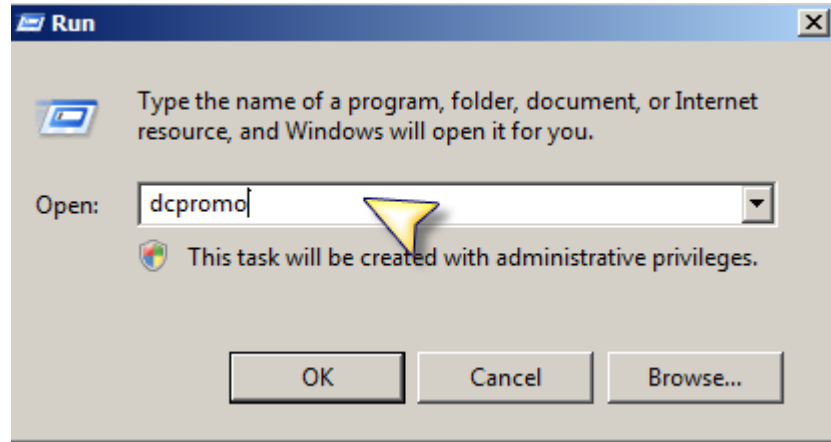 Run
Type the name of a program, folder, document, or Internet
resource, and Windows will open it for you.
Open: dcpromo
This task will be created with administrative privileges.
OK Cancel Browse...